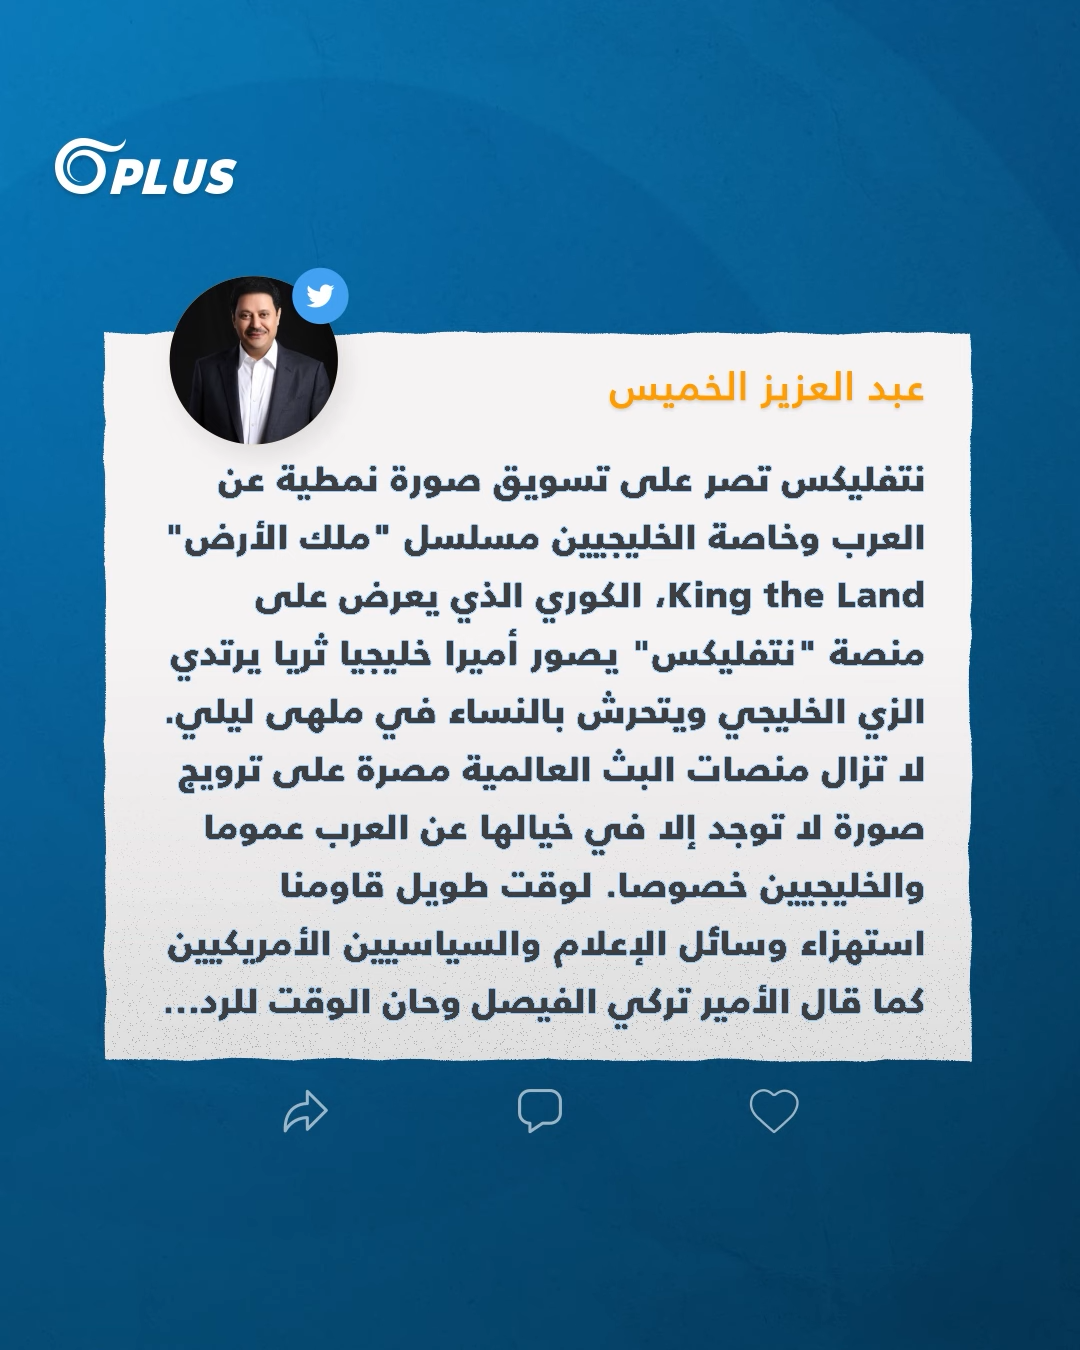 PLUS
عبد العزيز الخميس
نتفليكس تصر على تسويق صورة نمطية عن
العرب وخاصة الخليجيين مسلسل "ملك الأرض"
King the Land، الكوري الذي يعرض على
منصة "نتفليكس" يصور أميرا خليجيا ثريا يرتدي
الزي الخليجي ويتحرش بالنساء في ملهى ليلي.
لا تزال منصات البث العالمية مصرة على ترويج
صورة لا توجد إلا في خيالها عن العرب عموما
والخليجيين خصوصا. لوقت طويل قاومنا
استهزاء وسائل الإعلام والسياسيين الأمريكيين
كما قال الأمير تركي الفيصل وحان الوقت للرد...